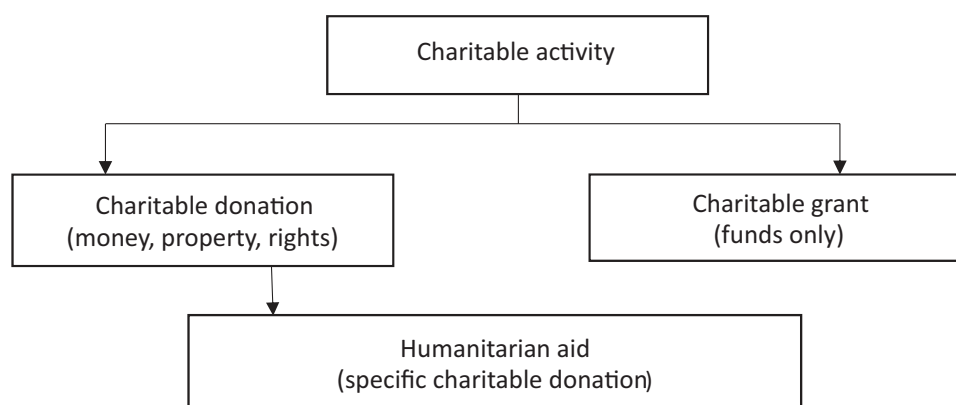 Charitable activity
Charitable donation
(money, property, rights)
Charitable grant
(funds only)
Humanitarian aid
(specific charitable donation)